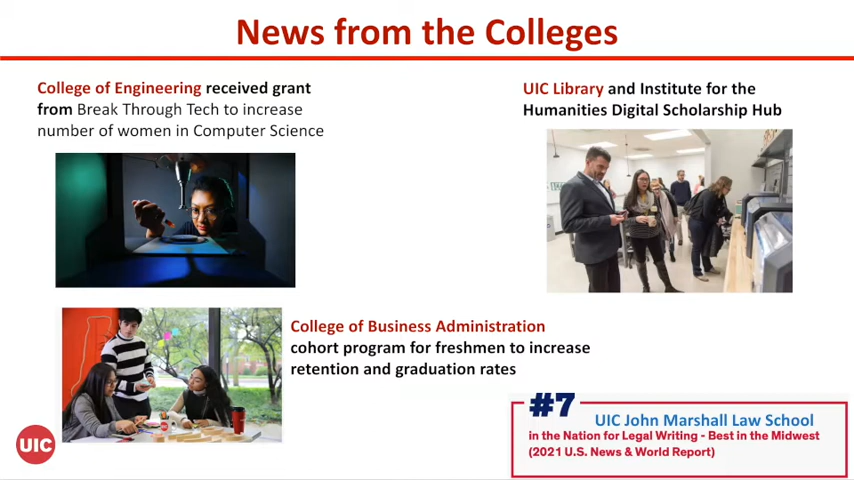 News from the Colleges
College of Engineering received grant
from Break Through Tech to increase
number of women in Computer Science
UIC Library and Institute for the
Humanities Digital Scholarship Hub
College of Business Administration
cohort program for freshmen to increase
retention and graduation rates
#7
UIC John Marshall Law School
in the Nation for Legal Writing - Best in the Midwest
(2021 U.S. News & World Report)
UIC